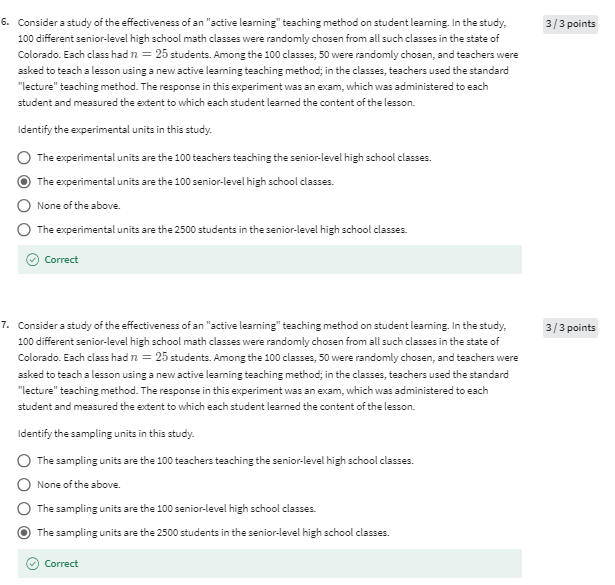 6. Consider a study of the effectiveness of an "active learning" teaching method on student learning. In the study, 3 / 3 points
100 different senior-level high school math classes were randomly chosen from all such classes in the state of
Colorado. Each class had n = 25 students. Among the 100 classes, 50 were randomly chosen, and teachers were
asked to teach a lesson using a new active learning teaching method; in the classes, teachers used the standard
"lecture" teaching method. The response in this experiment was an exam, which was administered to each
student and measured the extent to which each student learned the content of the lesson.
Identify the experimental units in this study.
The experimental units are the 100 teachers teaching the senior-level high school classes.
The experimental units are the 100 senior-level high school classes.
None of the above.
The experimental units are the 2500 students in the senior-level high school classes.
Correct
7. Consider a study of the effectiveness of an "active learning" teaching method on student learning. In the study, 3 / 3 points
100 different senior-level high school math classes were randomly chosen from all such classes in the state of
Colorado. Each class had n = 25 students. Among the 100 classes, 50 were randomly chosen, and teachers were
asked to teach a lesson using a new active learning teaching method; in the classes, teachers used the standard
"lecture" teaching method. The response in this experiment was an exam, which was administered to each
student and measured the extent to which each student learned the content of the lesson.
Identify the sampling units in this study.
The sampling units are the 100 teachers teaching the senior-level high school classes.
None of the above.
The sampling units are the 100 senior-level high school classes.
The sampling units are the 2500 students in the senior-level high school classes.
Correct